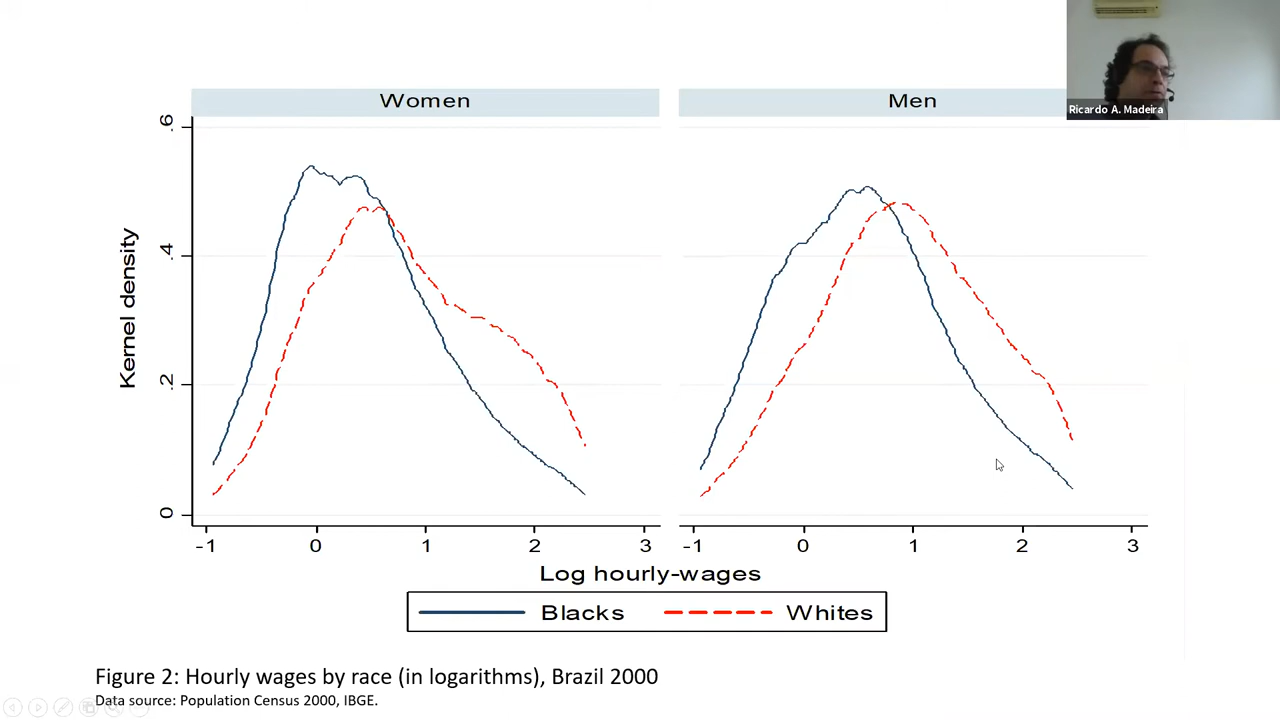 Ricardo A. Madeira
Women
Men
Kernel density
.6
.4
.2
0
-1 0 1 2 3
-1 0 1 2 3
Log hourly-wages
Blacks Whites
Figure 2: Hourly wages by race (in logarithms), Brazil 2000
Data source: Population Census 2000, IBGE.